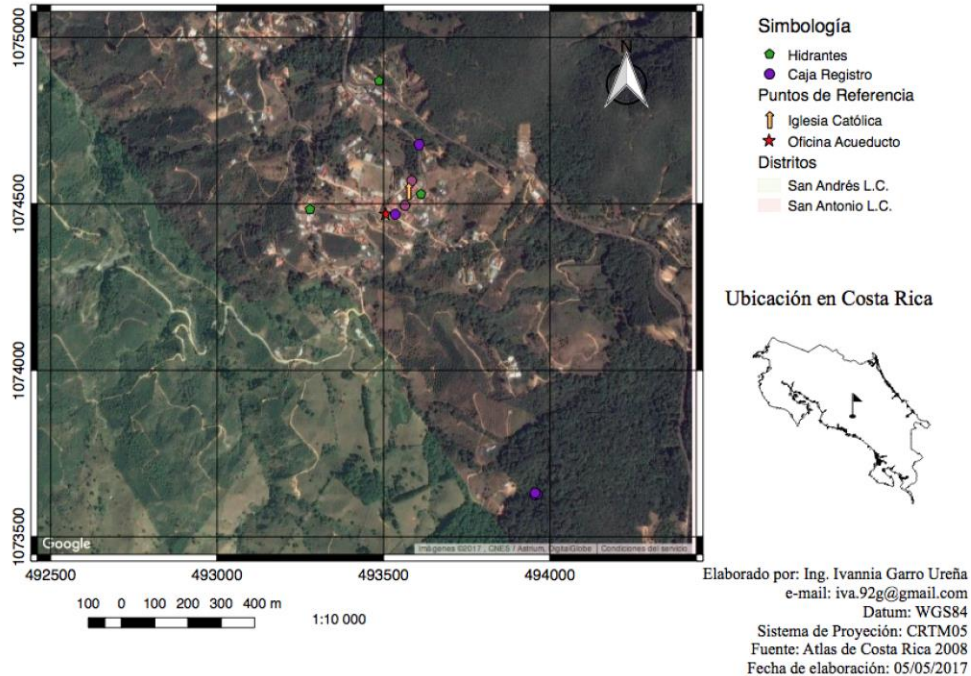 1075000
1074500
1074000
1073500
492500
493000
493500
494000
N
Google
Imágenes ©2017 , CNES / Astrium, DigitalGlobe | Condiciones del servicio
100 0 100 200 300 400 m
1:10 000
Simbología
Hidrantes
Caja Registro
Puntos de Referencia
Iglesia Católica
Oficina Acueducto
Distritos
San Andrés L.C.
San Antonio L.C.
Ubicación en Costa Rica
Elaborado por: Ing. Ivannia Garro Ureña
e-mail: iva.92g@gmail.com
Datum: WGS84
Sistema de Proyeción: CRTM05
Fuente: Atlas de Costa Rica 2008
Fecha de elaboración: 05/05/2017